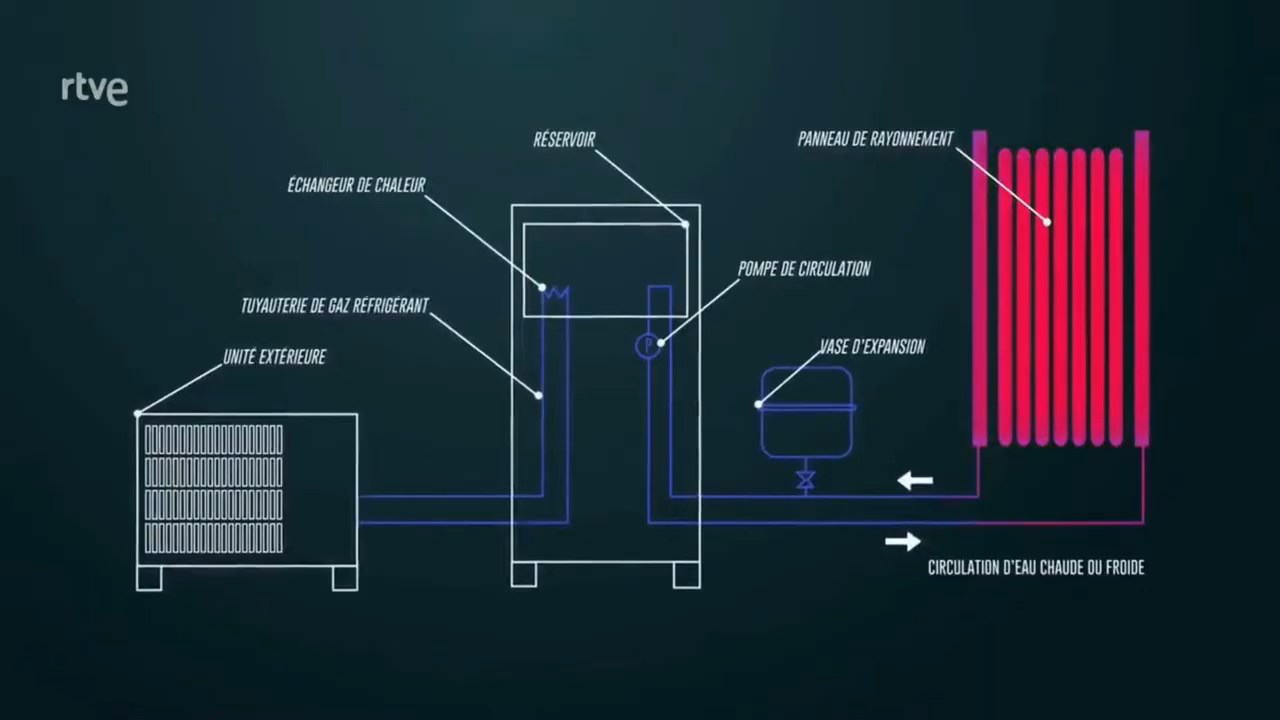 rtve
RÉSERVOIR
PANNEAU DE RAYONNEMENT
ÉCHANGEUR DE CHALEUR
POMPE DE CIRCULATION
TUYAUTERIE DE GAZ RÉFRIGÉRANT
UNITÉ EXTÉRIEURE
VASE D'EXPANSION
P
CIRCULATION D'EAU CHAUDE OU FROIDE